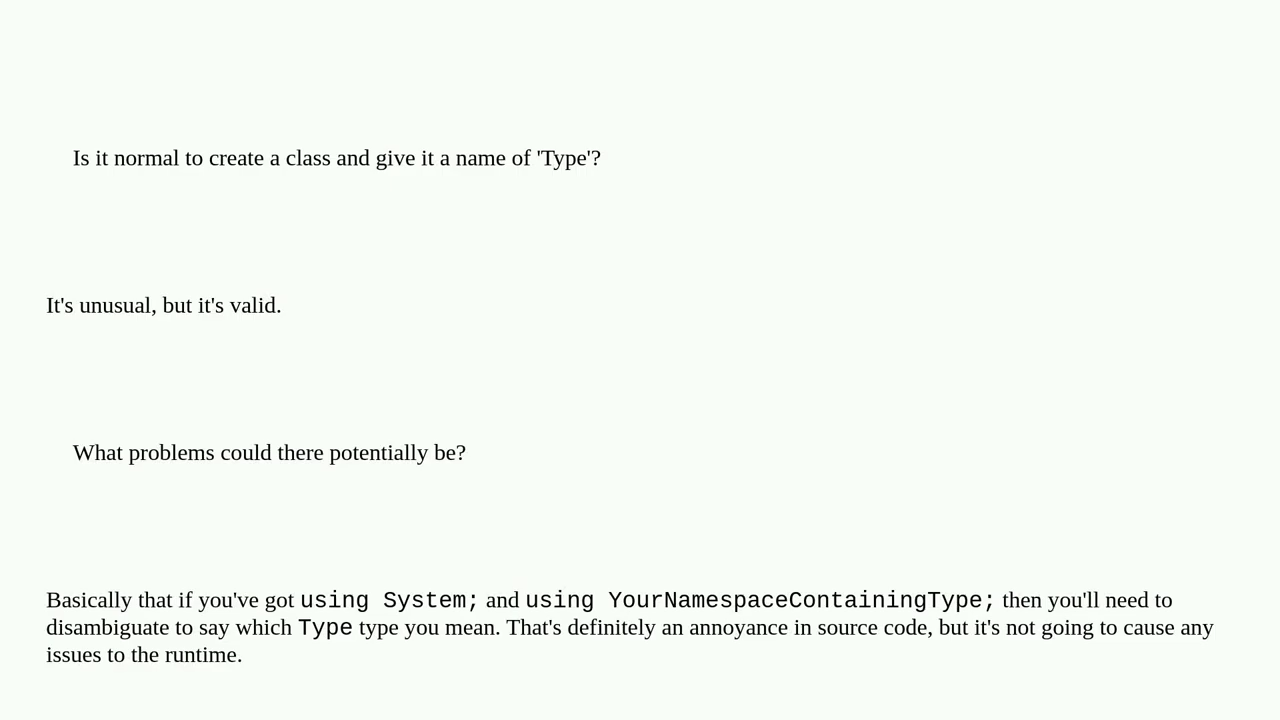 Is it normal to create a class and give it a name of 'Type'?
It's unusual, but it's valid.
What problems could there potentially be?
Basically that if you've got using System; and using YourNamespaceContainingType; then you'll need to
disambiguate to say which Type type you mean. That's definitely an annoyance in source code, but it's not going to cause any
issues to the runtime.